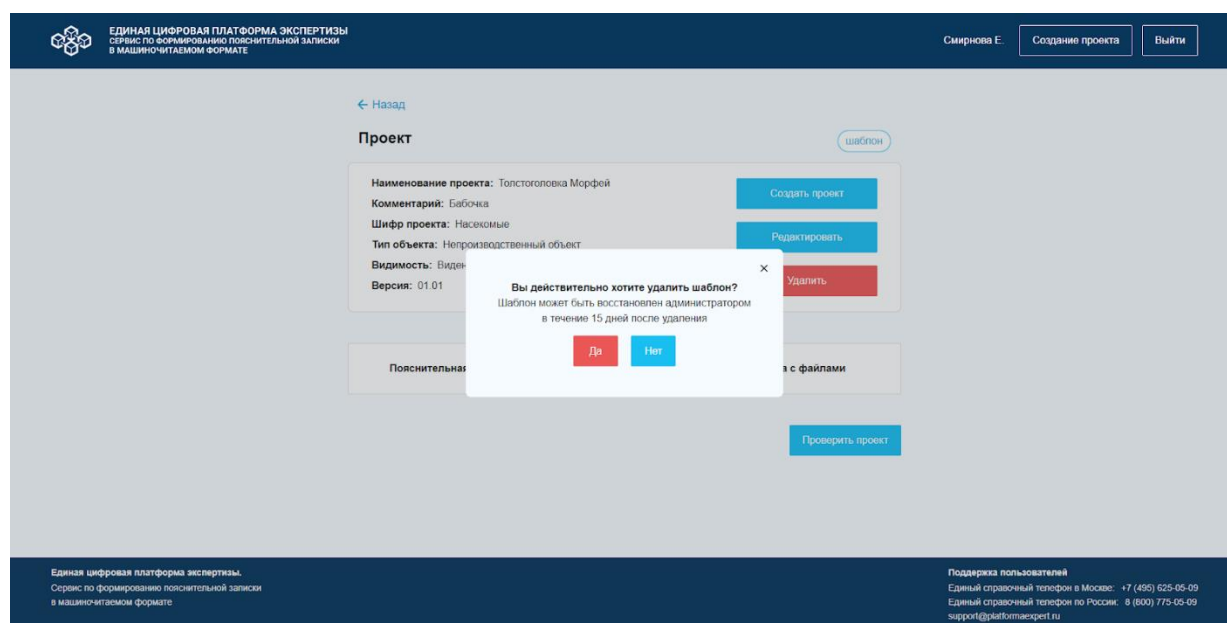 ЕДИНАЯ ЦИФРОВАЯ ПЛАТФОРМА ЭКСПЕРТИЗЫ
СЕРВИС ПО ФОРМИРОВАНИЮ ПОЯСНИТЕЛЬНОЙ ЗАПИСКИ
В МАШИНОЧИТАЕМОМ ФОРМАТЕ
Смирнова Е.
Создание проекта
Выйти
← Назад
Проект
шаблон
Наименование проекта: Толстоголовка Морфей
Комментарий: Бабочка
Шифр проекта: Насекомые
Тип объекта: Непроизводственный объект
Видимость: Виден
Версия: 01.01
Создать проект
Редактировать
Удалить
Вы действительно хотите удалить шаблон?
Шаблон может быть восстановлен администратором
в течение 15 дней после удаления
Да
Нет
Пояснительная
с файлами
Проверить проект
Единая цифровая платформа экспертизы.
Сервис по формированию пояснительной записки
в машиночитаемом формате
Поддержка пользователей
Единый справочный телефон в Москве: +7 (495) 625-05-09
Единый справочный телефон по России: 8 (800) 775-05-09
support@platformaexpert.ru